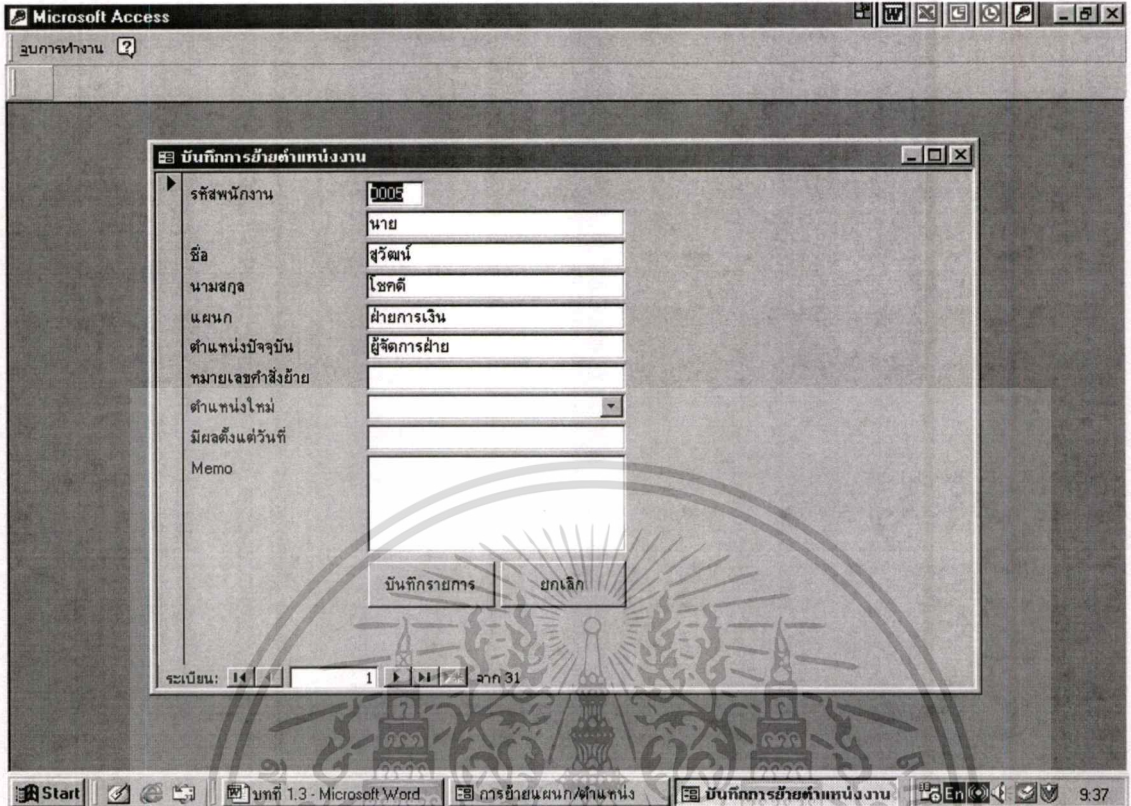 Microsoft Access
จบการทำงาน
บันทึกการย้ายตำแหน่งงาน
รหัสพนักงาน 0005
นาย
ชื่อ สุวัฒน์
นามสกุล โชคดี
แผนก ฝ่ายการเงิน
ตำแหน่งปัจจุบัน ผู้จัดการฝ่าย
หมายเลขคำสั่งย้าย
ตำแหน่งใหม่
มีผลตั้งแต่วันที่
Memo
บันทึกรายการ ยกเลิก
ระเบียน: 1 จาก 31
Start บทที่ 1.3 - Microsoft Word การย้ายแผนก/ตำแหน่ง บันทึกการย้ายตำแหน่งงาน En 9:37